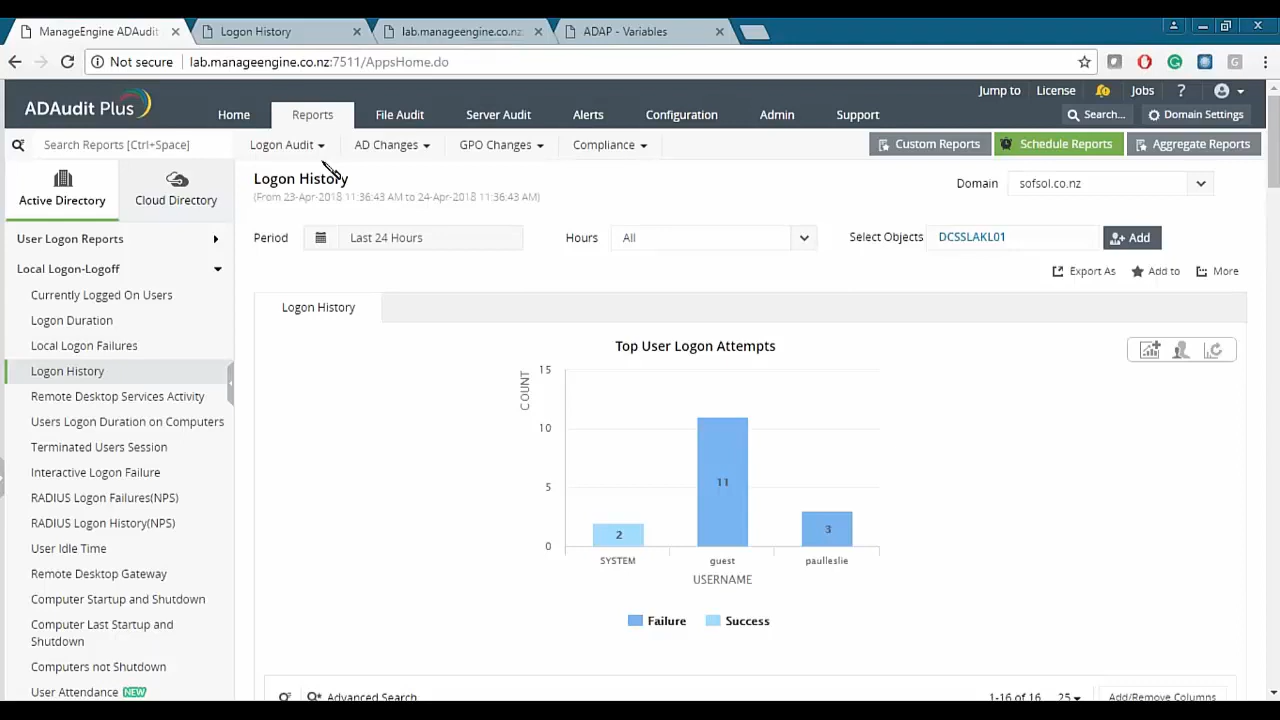 ManageEngine ADAudit
Logon History
lab.manageengine.co.nz
ADAP - Variables
Not secure lab.manageengine.co.nz:7511/AppsHome.do
Jump to License Jobs ?
ADAudit Plus
Home Reports File Audit Server Audit Alerts Configuration Admin Support
Search... Domain Settings
Search Reports [Ctrl+Space]
Logon Audit AD Changes GPO Changes Compliance
Custom Reports Schedule Reports Aggregate Reports
Active Directory
Cloud Directory
User Logon Reports
Local Logon-Logoff
Currently Logged On Users
Logon Duration
Local Logon Failures
Logon History
Remote Desktop Services Activity
Users Logon Duration on Computers
Terminated Users Session
Interactive Logon Failure
RADIUS Logon Failures(NPS)
RADIUS Logon History(NPS)
User Idle Time
Remote Desktop Gateway
Computer Startup and Shutdown
Computer Last Startup and
Shutdown
Computers not Shutdown
User Attendance NEW
Logon History
(From 23-Apr-2018 11:36:43 AM to 24-Apr-2018 11:36:43 AM)
Domain sofsol.co.nz
Period Last 24 Hours
Hours All
Select Objects DCSSLAKL01 Add
Export As Add to More
Logon History
Top User Logon Attempts
COUNT
15
10
5
0
2
11
3
SYSTEM guest paulleslie
USERNAME
Failure Success
Advanced Search
1-16 of 16 25 Add/Remove Columns